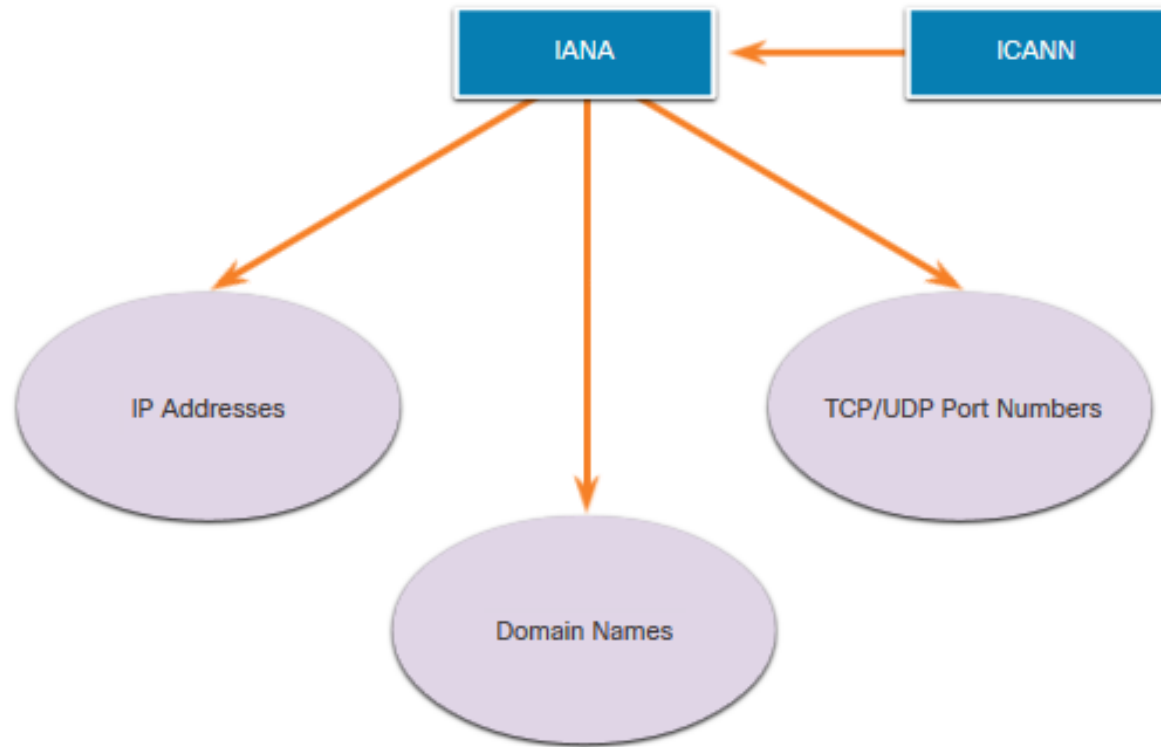 IANA
ICANN
IP Addresses
TCP/UDP Port Numbers
Domain Names